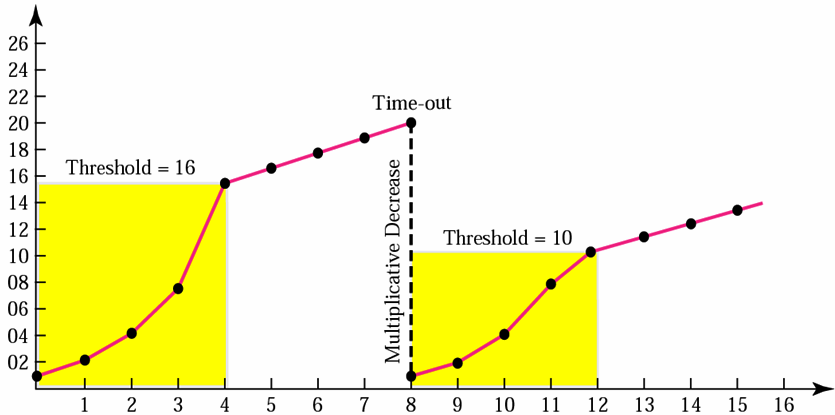 26
24
22
Time-out
20
18
Threshold = 16
16
14
12
Threshold = 10
10
08
06
04
02
Multiplicative Decrease
1 2 3 4 5 6 7 8 9 10 11 12 13 14 15 16